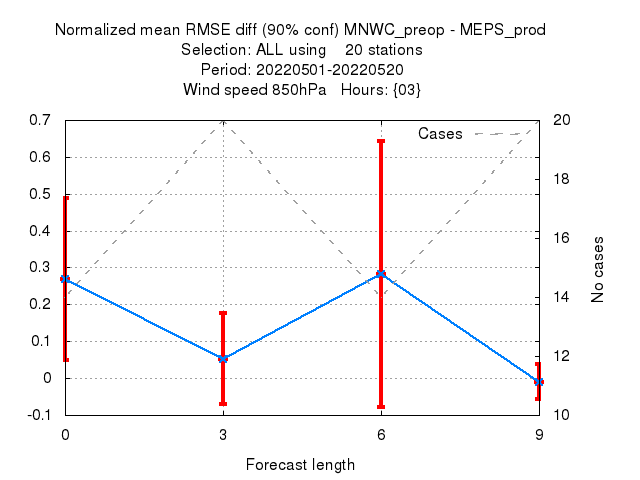 Normalized mean RMSE diff (90% conf) MNWC_preop - MEPS_prod
Selection: ALL using    20 stations
Period: 20220501-20220520
Wind speed 850hPa   Hours: {03}
Cases
0.7
0.6
0.5
0.4
0.3
0.2
0.1
0
-0.1
20
18
16
14
12
10
No cases
0 3 6 9
Forecast length